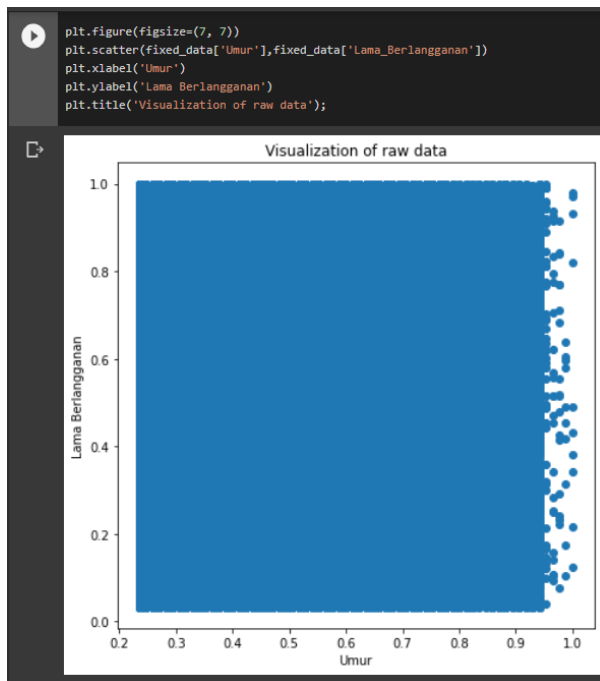 plt.figure(figsize=(7, 7))
plt.scatter(fixed_data['Umur'],fixed_data['Lama_Berlangganan'])
plt.xlabel('Umur')
plt.ylabel('Lama Berlangganan')
plt.title('Visualization of raw data');
Visualization of raw data
1.0
0.8
0.6
0.4
0.2
0.0
Lama Berlangganan
0.2 0.3 0.4 0.5 0.6 0.7 0.8 0.9 1.0
Umur